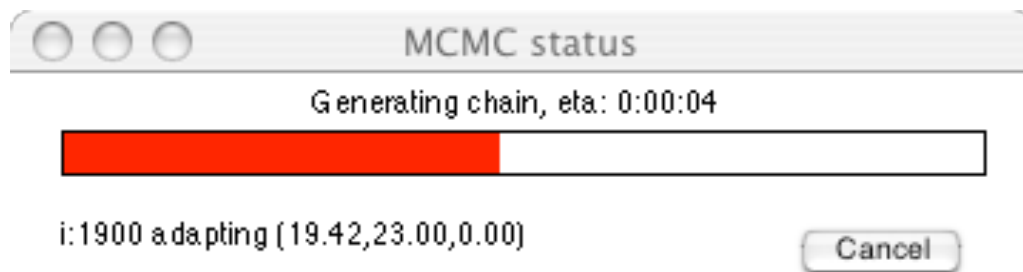 MCMC status
Generating chain, eta: 0:00:04
i:1900 adapting (19.42,23.00,0.00)
Cancel